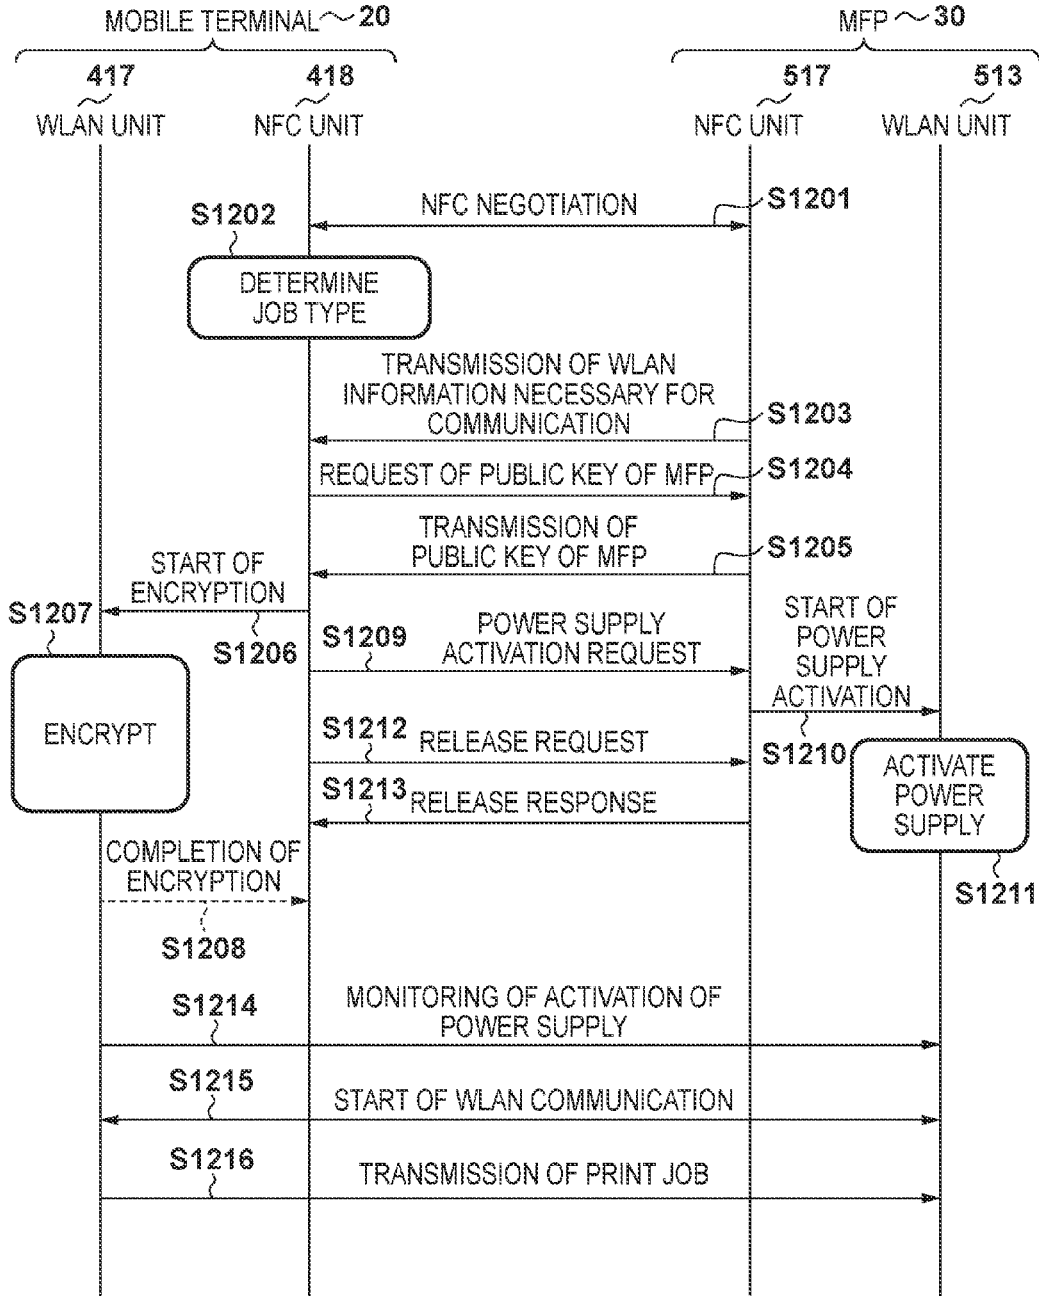 MOBILE TERMINAL 20
MFP 30
417
418
517
513
WLAN UNIT
NFC UNIT
NFC UNIT
WLAN UNIT
NFC NEGOTIATION
S1201
S1202
DETERMINE
JOB TYPE
TRANSMISSION OF WLAN
INFORMATION NECESSARY FOR
COMMUNICATION
S1203
REQUEST OF PUBLIC KEY OF MFP
S1204
TRANSMISSION OF
PUBLIC KEY OF MFP
S1205
START OF
ENCRYPTION
S1206
S1207
ENCRYPT
S1209
POWER SUPPLY
ACTIVATION REQUEST
START OF
POWER
SUPPLY
ACTIVATION
S1210
S1212
RELEASE REQUEST
ACTIVATE
POWER
SUPPLY
S1211
S1213
RELEASE RESPONSE
COMPLETION OF
ENCRYPTION
S1208
S1214
MONITORING OF ACTIVATION OF
POWER SUPPLY
S1215
START OF WLAN COMMUNICATION
S1216
TRANSMISSION OF PRINT JOB